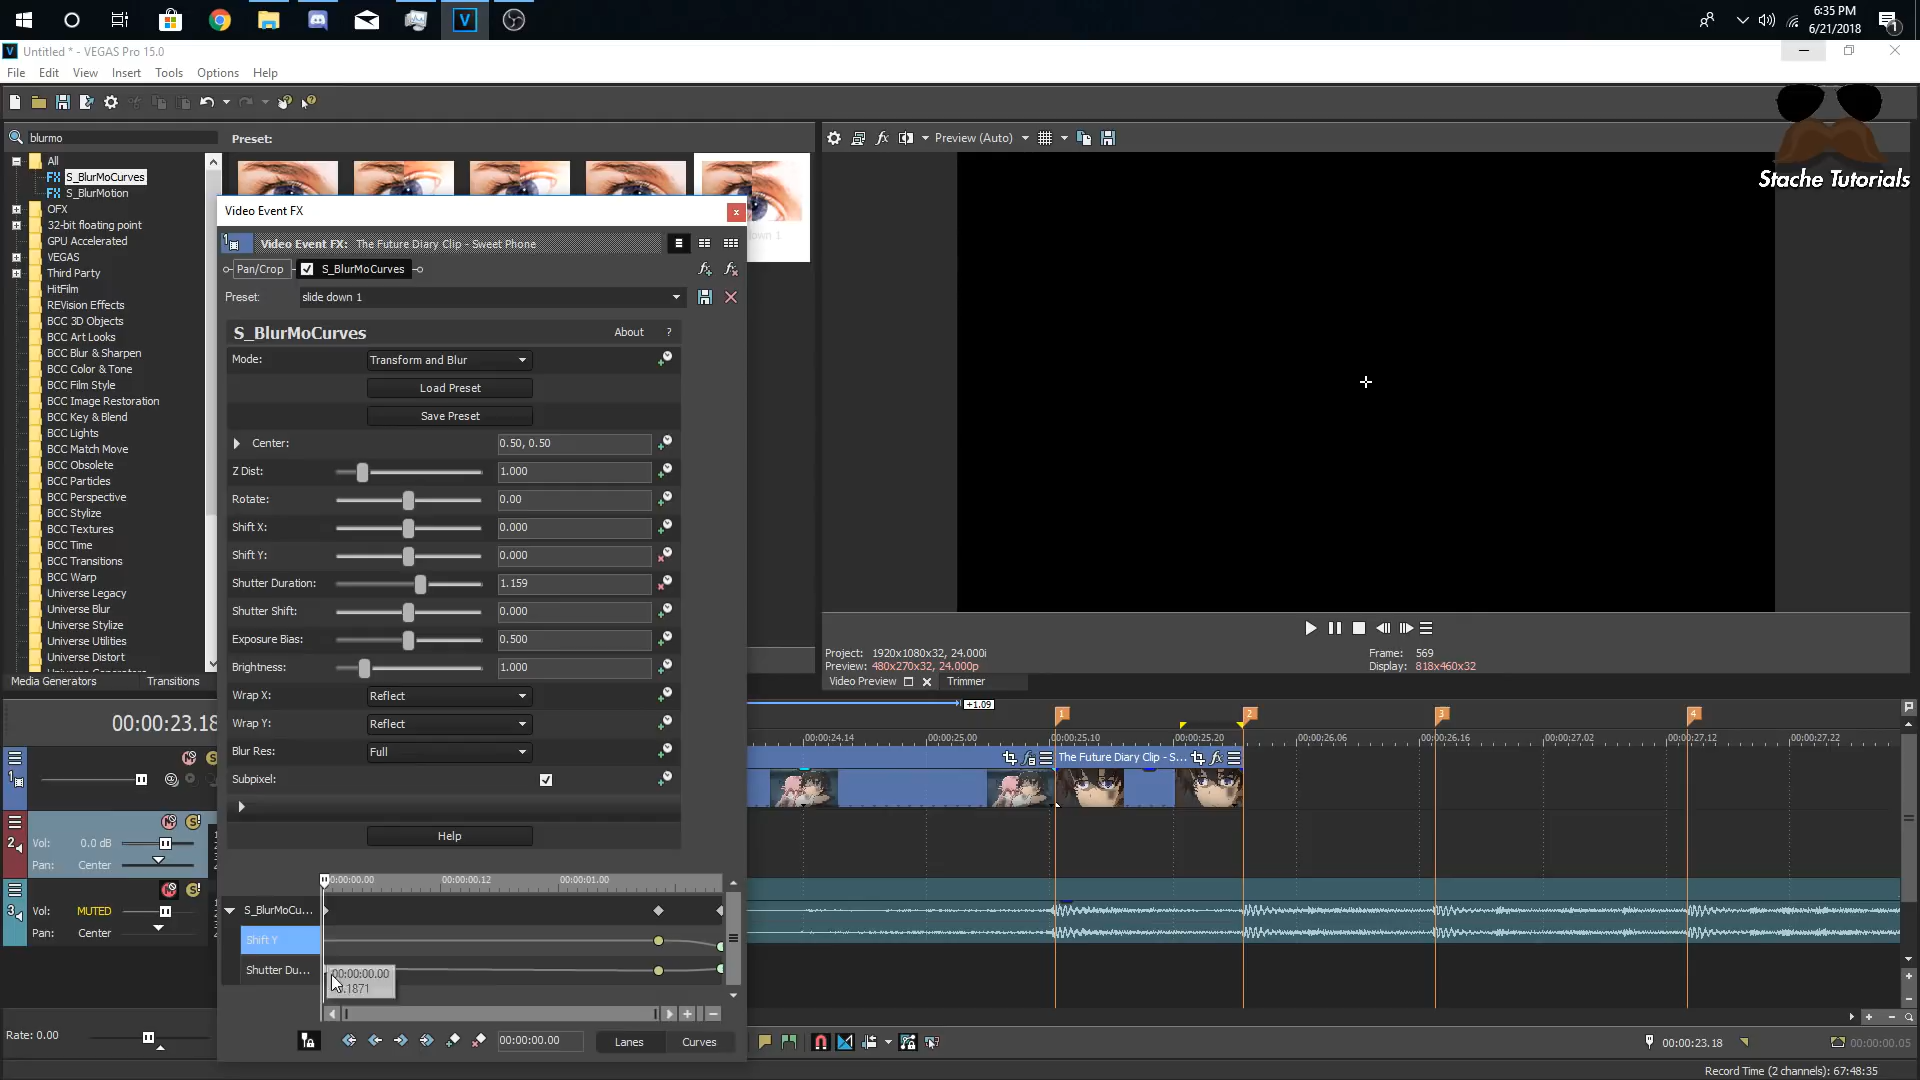 6:35 PM
6/21/2018
1
Untitled * - VEGAS Pro 15.0
File Edit View Insert Tools Options Help
blurmo
Preset:
Preview (Auto)
All
S_BlurMoCurves
S_BlurMotion
OFX
32-bit floating point
GPU Accelerated
VEGAS
Third Party
HitFilm
REVision Effects
BCC 3D Objects
BCC Art Looks
BCC Blur & Sharpen
BCC Color & Tone
BCC Film Style
BCC Image Restoration
BCC Key & Blend
BCC Lights
BCC Match Move
BCC Obsolete
BCC Particles
BCC Perspective
BCC Stylize
BCC Textures
BCC Time
BCC Transitions
BCC Warp
Universe Legacy
Universe Blur
Universe Stylize
Universe Utilities
Universe Distort
Media Generators Transitions
Stache Tutorials
Video Event FX
Video Event FX: The Future Diary Clip - Sweet Phone
Pan/Crop S_BlurMoCurves
Preset: slide down 1
S_BlurMoCurves About ?
Mode: Transform and Blur
Load Preset
Save Preset
Center: 0.50, 0.50
Z Dist: 1.000
Rotate: 0.00
Shift X: 0.000
Shift Y: 0.000
Shutter Duration: 1.159
Shutter Shift: 0.000
Exposure Bias: 0.500
Brightness: 1.000
Wrap X: Reflect
Wrap Y: Reflect
Blur Res: Full
Subpixel:
Help
00:00:00.00 00:00:00.12 00:00:01.00
S_BlurMoCu...
Shift Y
Shutter Du...
00:00:00.00
.1871
00:00:00.00 Lanes Curves
Project: 1920x1080x32, 24.000i
Preview: 480x270x32, 24.000p
Frame: 569
Display: 818x460x32
Video Preview Trimmer
00:00:23.18
+1.09
1 2 3 4
00:00:24.14 00:00:25.00 00:00:25.10 00:00:25.20 00:00:26.06 00:00:26.16 00:00:27.02 00:00:27.12 00:00:27.22
The Future Diary Clip - S...
1
2
Vol: 0.0 dB
Pan: Center
3
Vol: MUTED
Pan: Center
Rate: 0.00
00:00:23.18
00:00:00.05
Record Time (2 channels): 67:48:35